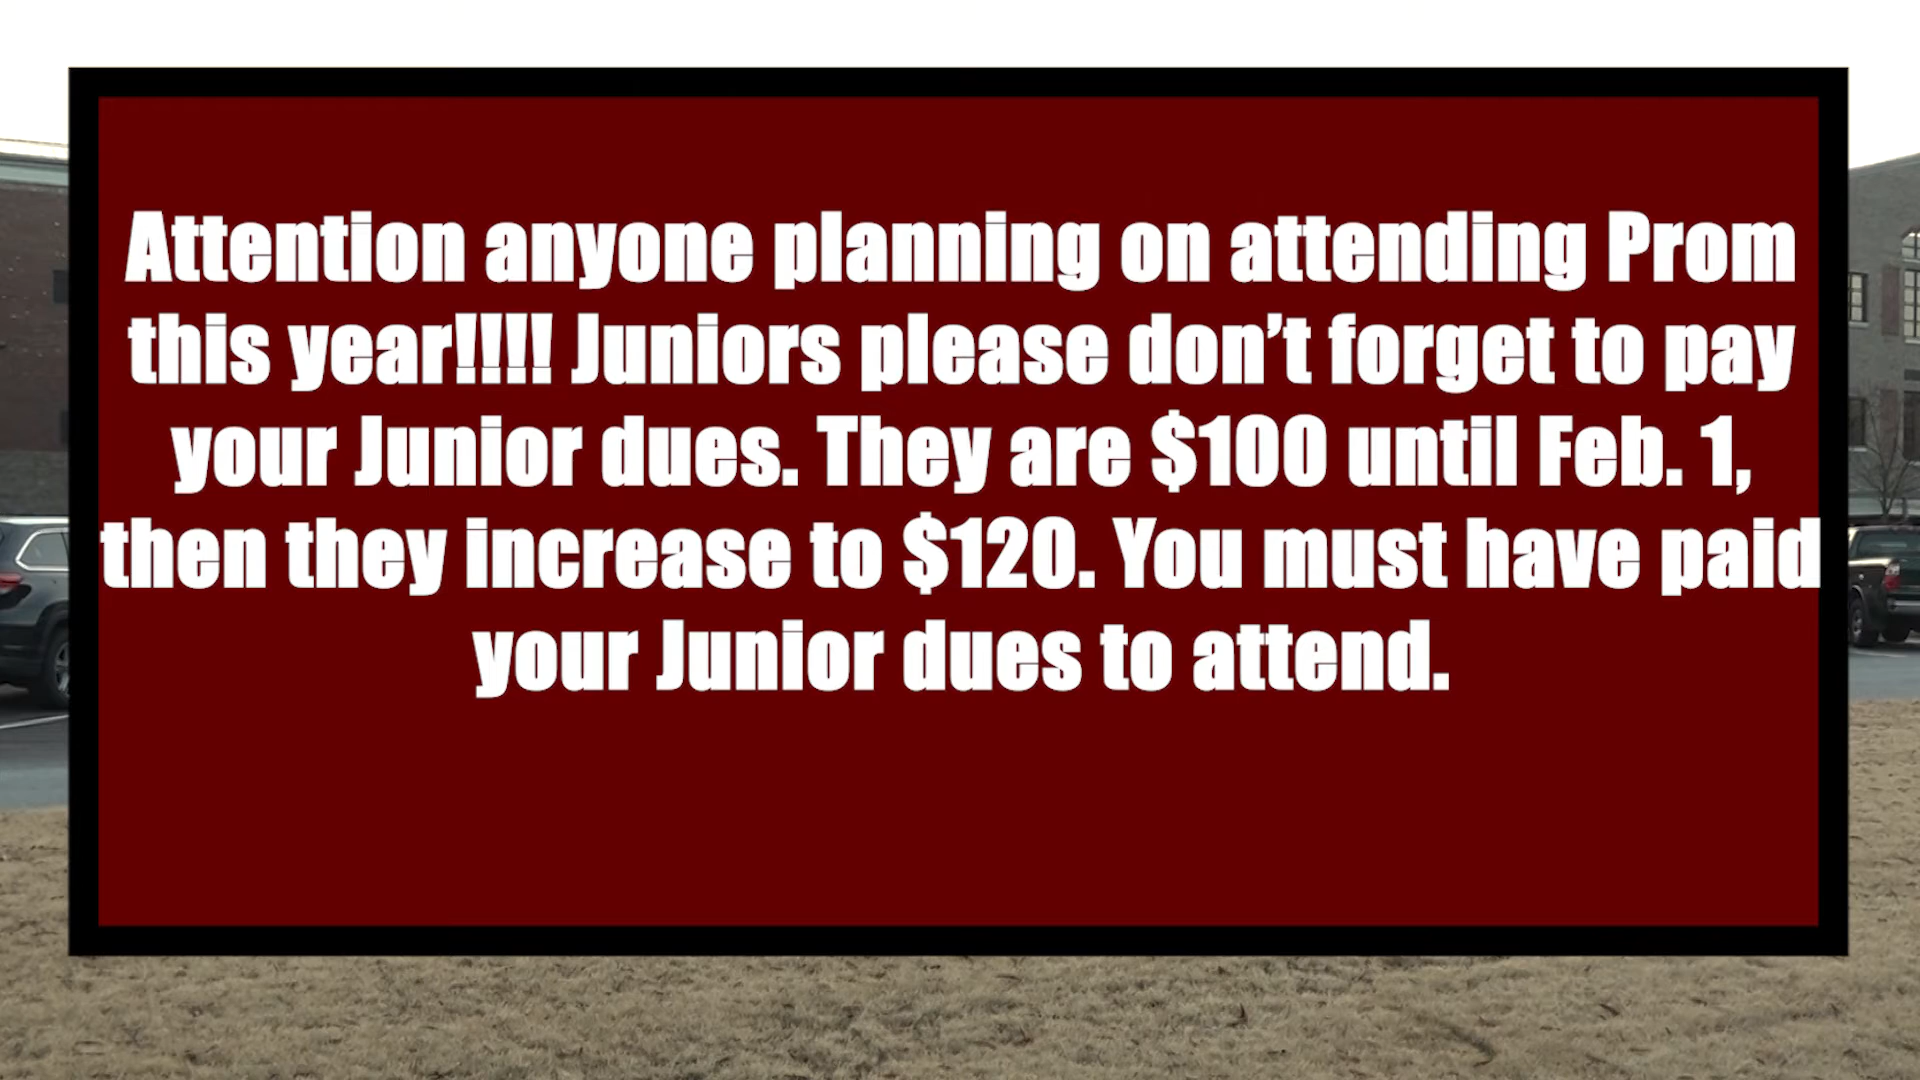 Attention anyone planning on attending Prom
this year!!!! Juniors please don’t forget to pay
your Junior dues. They are $100 until Feb. 1,
then they increase to $120. You must have paid
your Junior dues to attend.